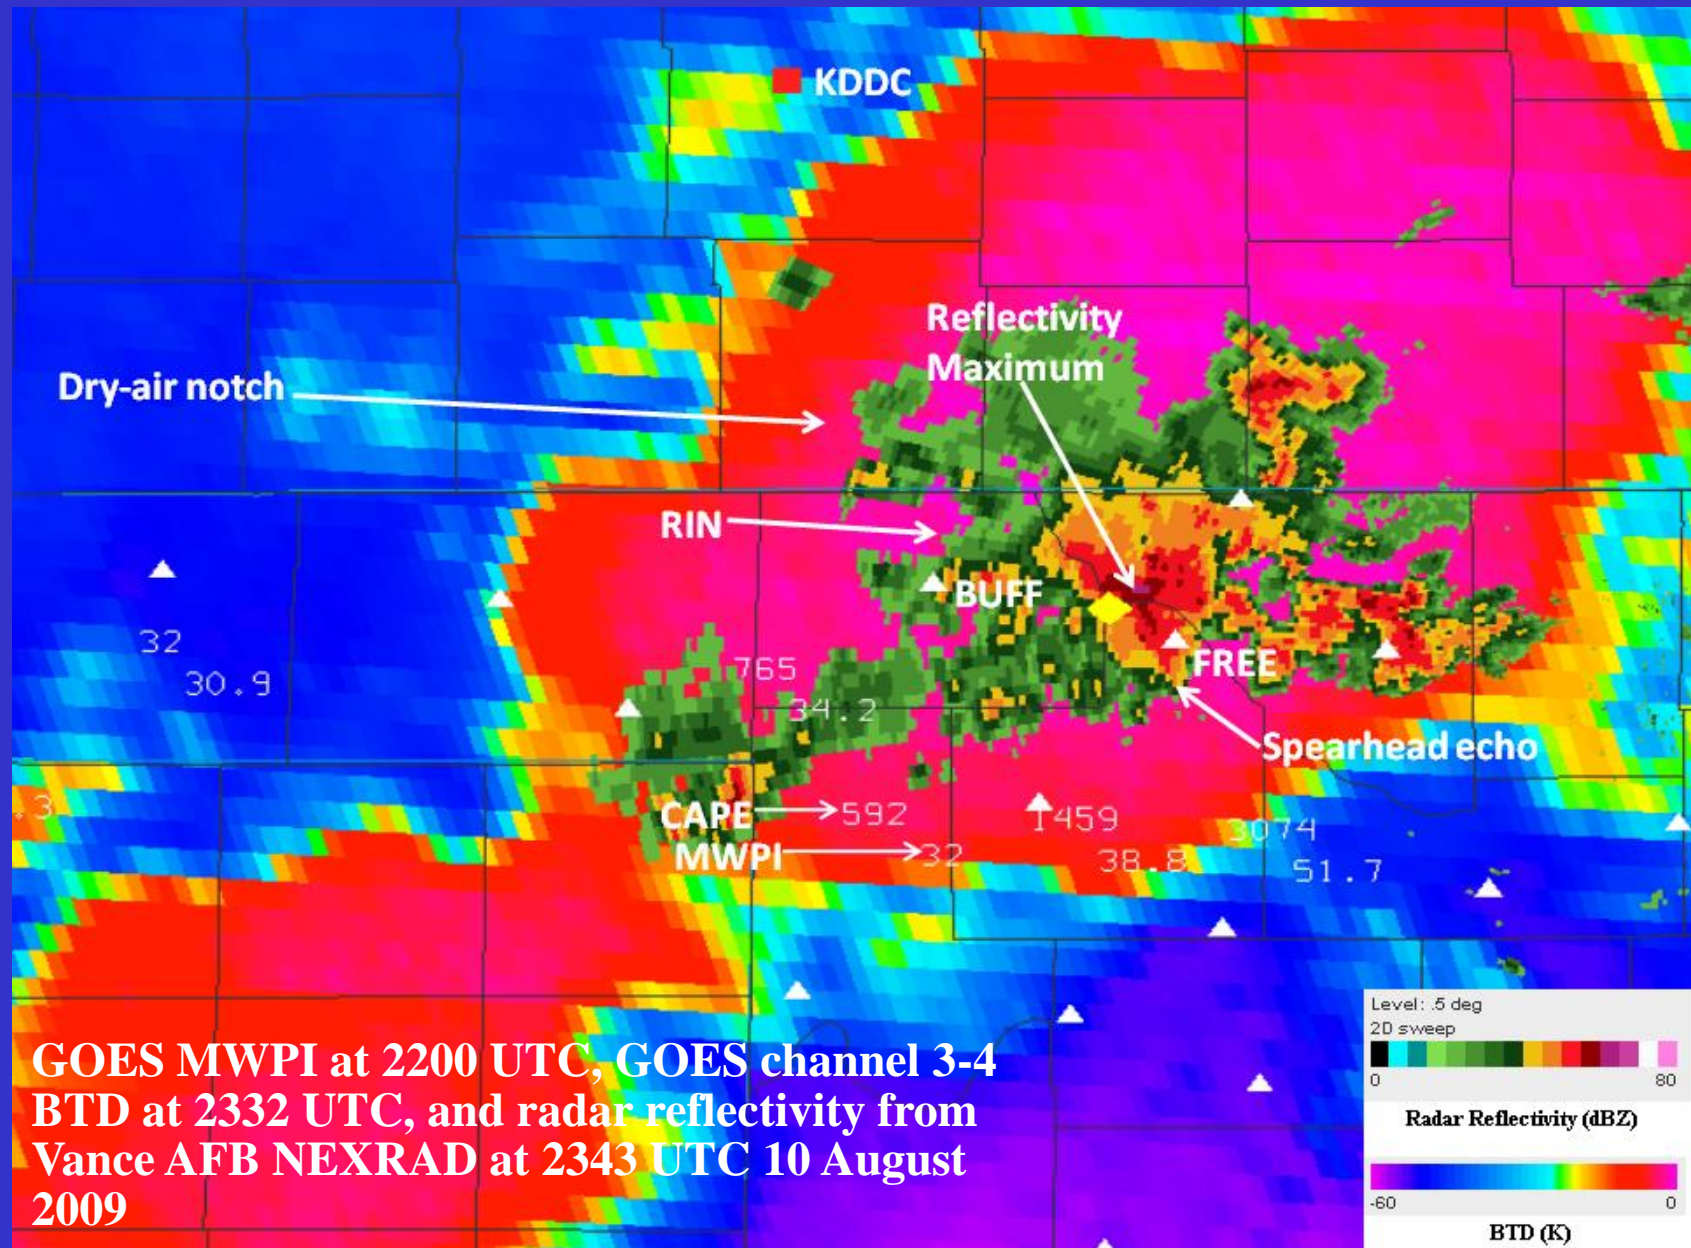 KDDC
Reflectivity
Maximum
Dry-air notch
RIN
BUFF
32
30.9
FREE
765
34.2
Spearhead echo
.3
CAPE
592
1459
3074
MWPI
32
38.8
51.7
Level: .5 deg
2D sweep
0 80
Radar Reflectivity (dBZ)
-60 0
BTD (K)
GOES MWPI at 2200 UTC, GOES channel 3-4
BTD at 2332 UTC, and radar reflectivity from
Vance AFB NEXRAD at 2343 UTC 10 August
2009